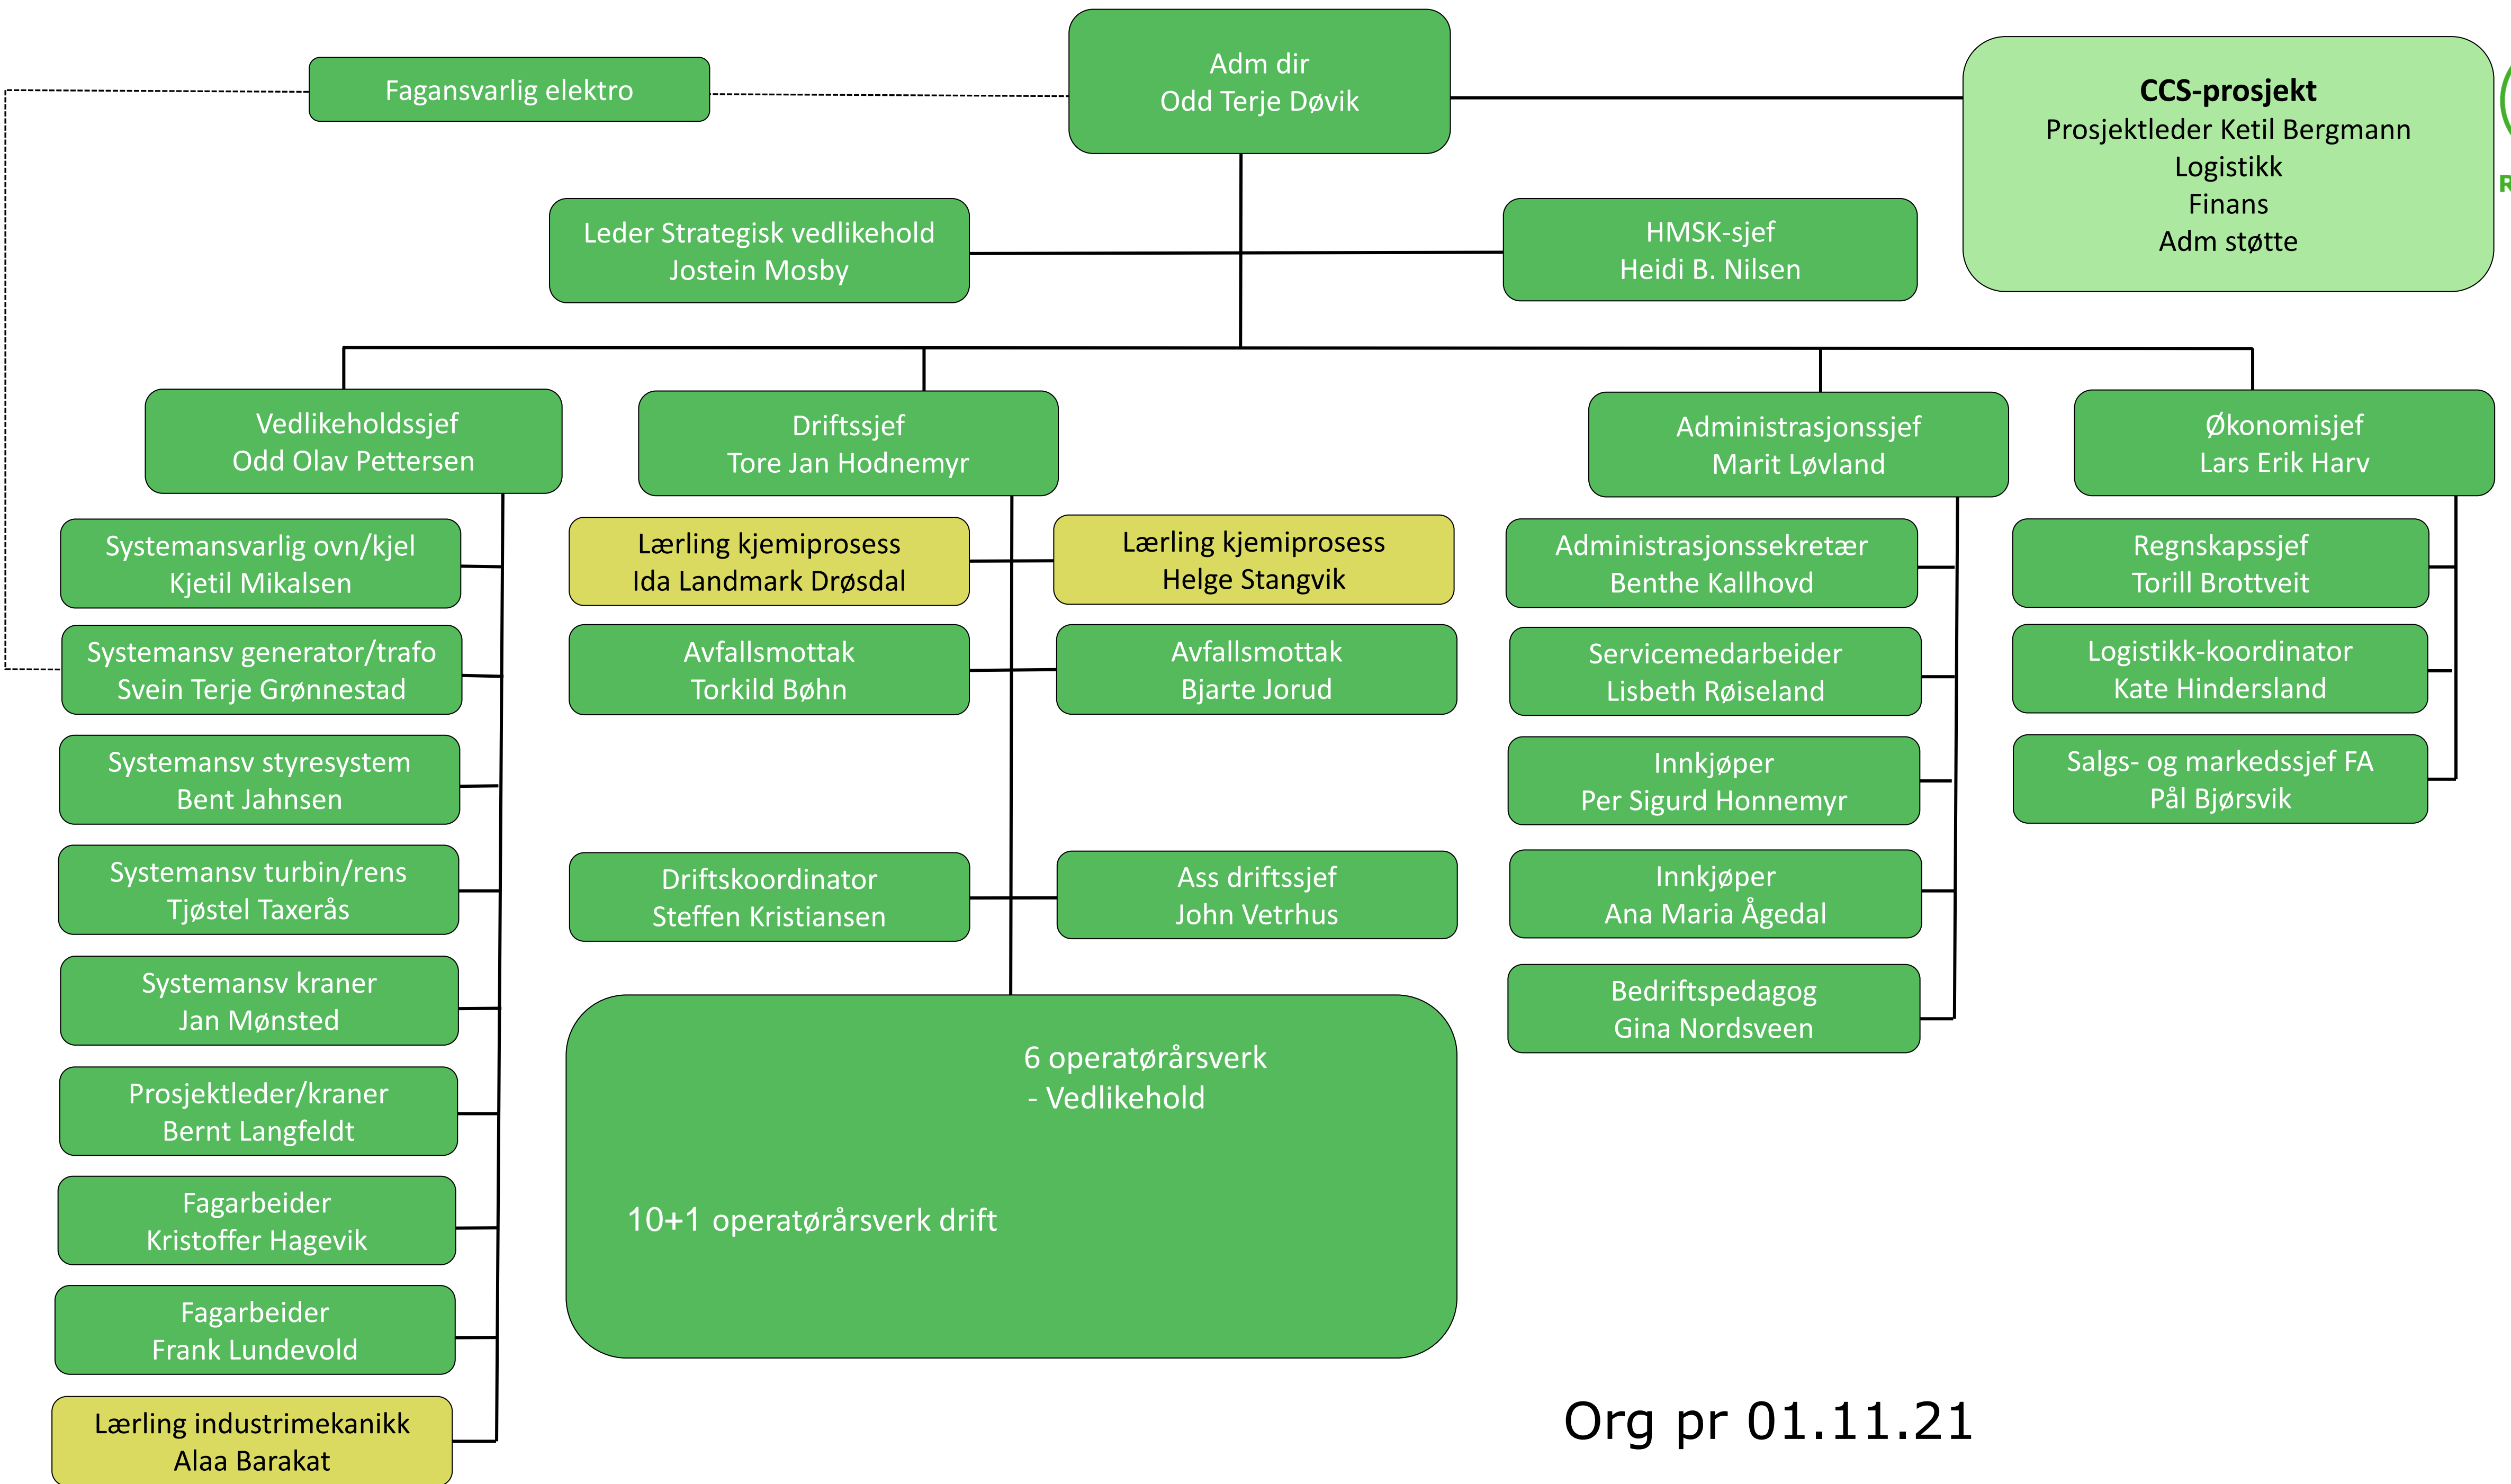 Fagansvarlig elektro
Adm dir
Odd Terje Døvik
CCS-prosjekt
Prosjektleder Ketil Bergmann
Logistikk
Finans
Adm støtte
R
Leder Strategisk vedlikehold
Jostein Mosby
HMSK-sjef
Heidi B. Nilsen
Vedlikeholdssjef
Odd Olav Pettersen
Driftssjef
Tore Jan Hodnemyr
Administrasjonssjef
Marit Løvland
Økonomisjef
Lars Erik Harv
Systemansvarlig ovn/kjel
Kjetil Mikalsen
Systemansv generator/trafo
Svein Terje Grønnestad
Systemansv styresystem
Bent Jahnsen
Systemansv turbin/rens
Tjøstel Taxerås
Systemansv kraner
Jan Mønsted
Prosjektleder/kraner
Bernt Langfeldt
Fagarbeider
Kristoffer Hagevik
Fagarbeider
Frank Lundevold
Lærling industrimekanikk
Alaa Barakat
Lærling kjemiprosess
Ida Landmark Drøsdal
Lærling kjemiprosess
Helge Stangvik
Avfallsmottak
Torkild Bøhn
Avfallsmottak
Bjarte Jorud
Driftskoordinator
Steffen Kristiansen
Ass driftssjef
John Vetrhus
6 operatørårsverk
- Vedlikehold
10+1 operatørårsverk drift
Administrasjonssekretær
Benthe Kallhovd
Servicemedarbeider
Lisbeth Røiseland
Innkjøper
Per Sigurd Honnemyr
Innkjøper
Ana Maria Ågedal
Bedriftspedagog
Gina Nordsveen
Regnskapssjef
Torill Brottveit
Logistikk-koordinator
Kate Hindersland
Salgs- og markedssjef FA
Pål Bjørsvik
Org pr 01.11.21